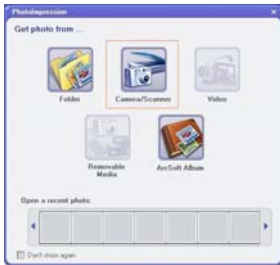 PhotoImpression
Get photo from ...
Folder
Camera/Scanner
Video
Removable
Media
ArcSoft Album
Open a recent photo:
Don't show again